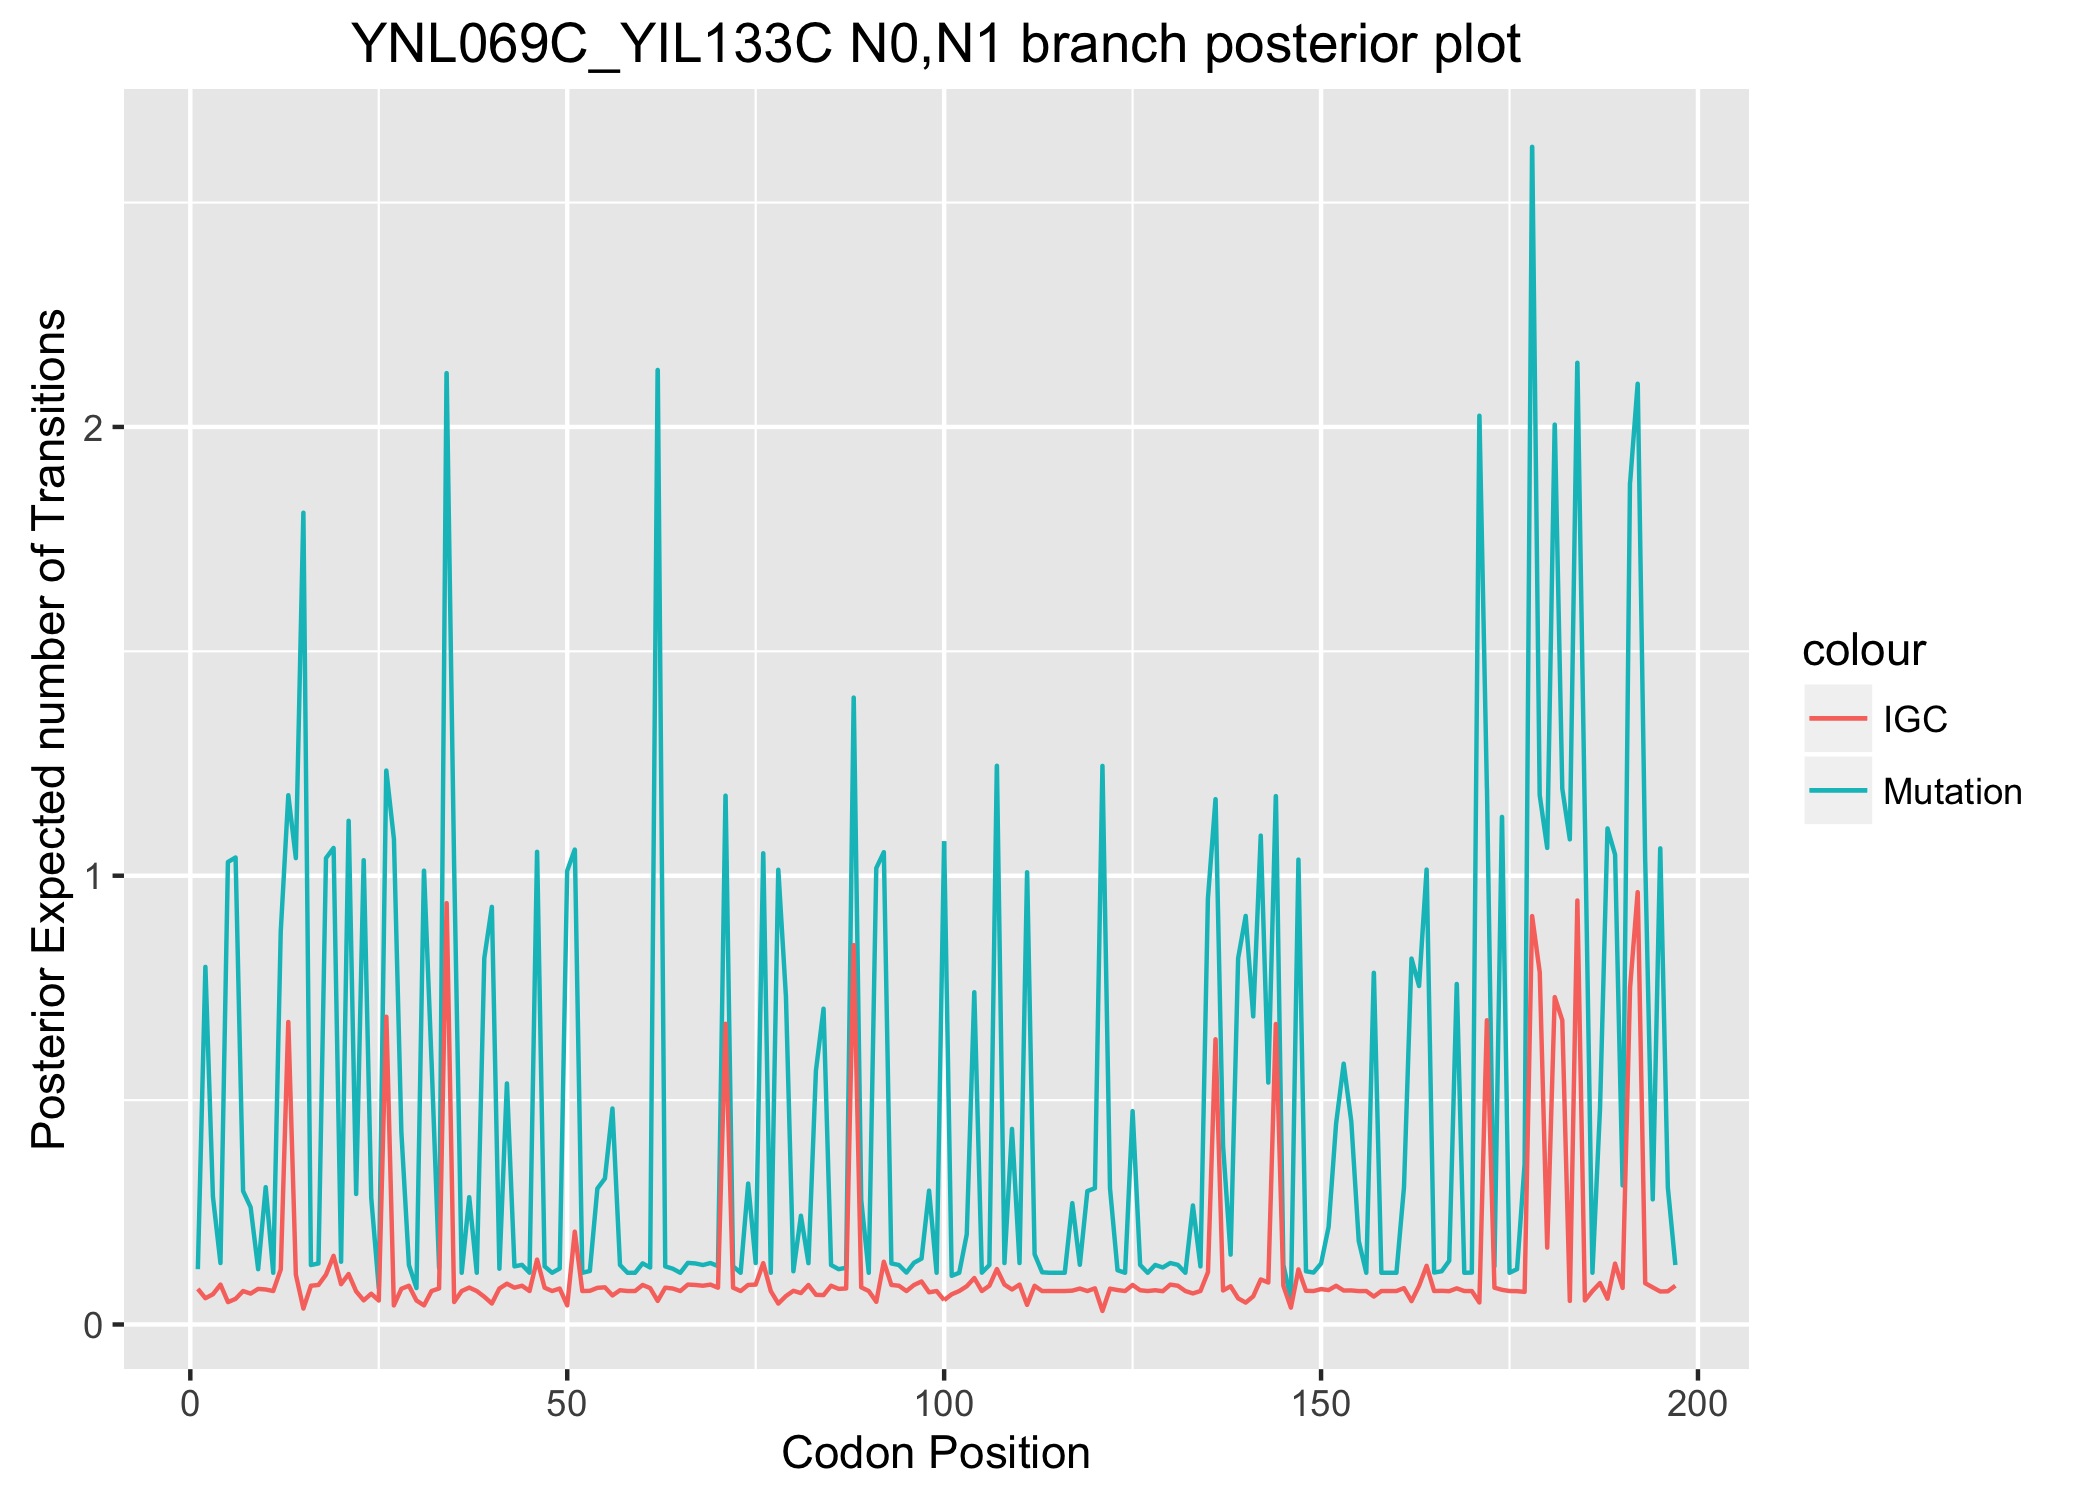 YNL069C_YIL133C N0,N1 branch posterior plot
Posterior Expected number of Transitions
2
1
0
0 50 100 150 200
Codon Position
colour
IGC
Mutation